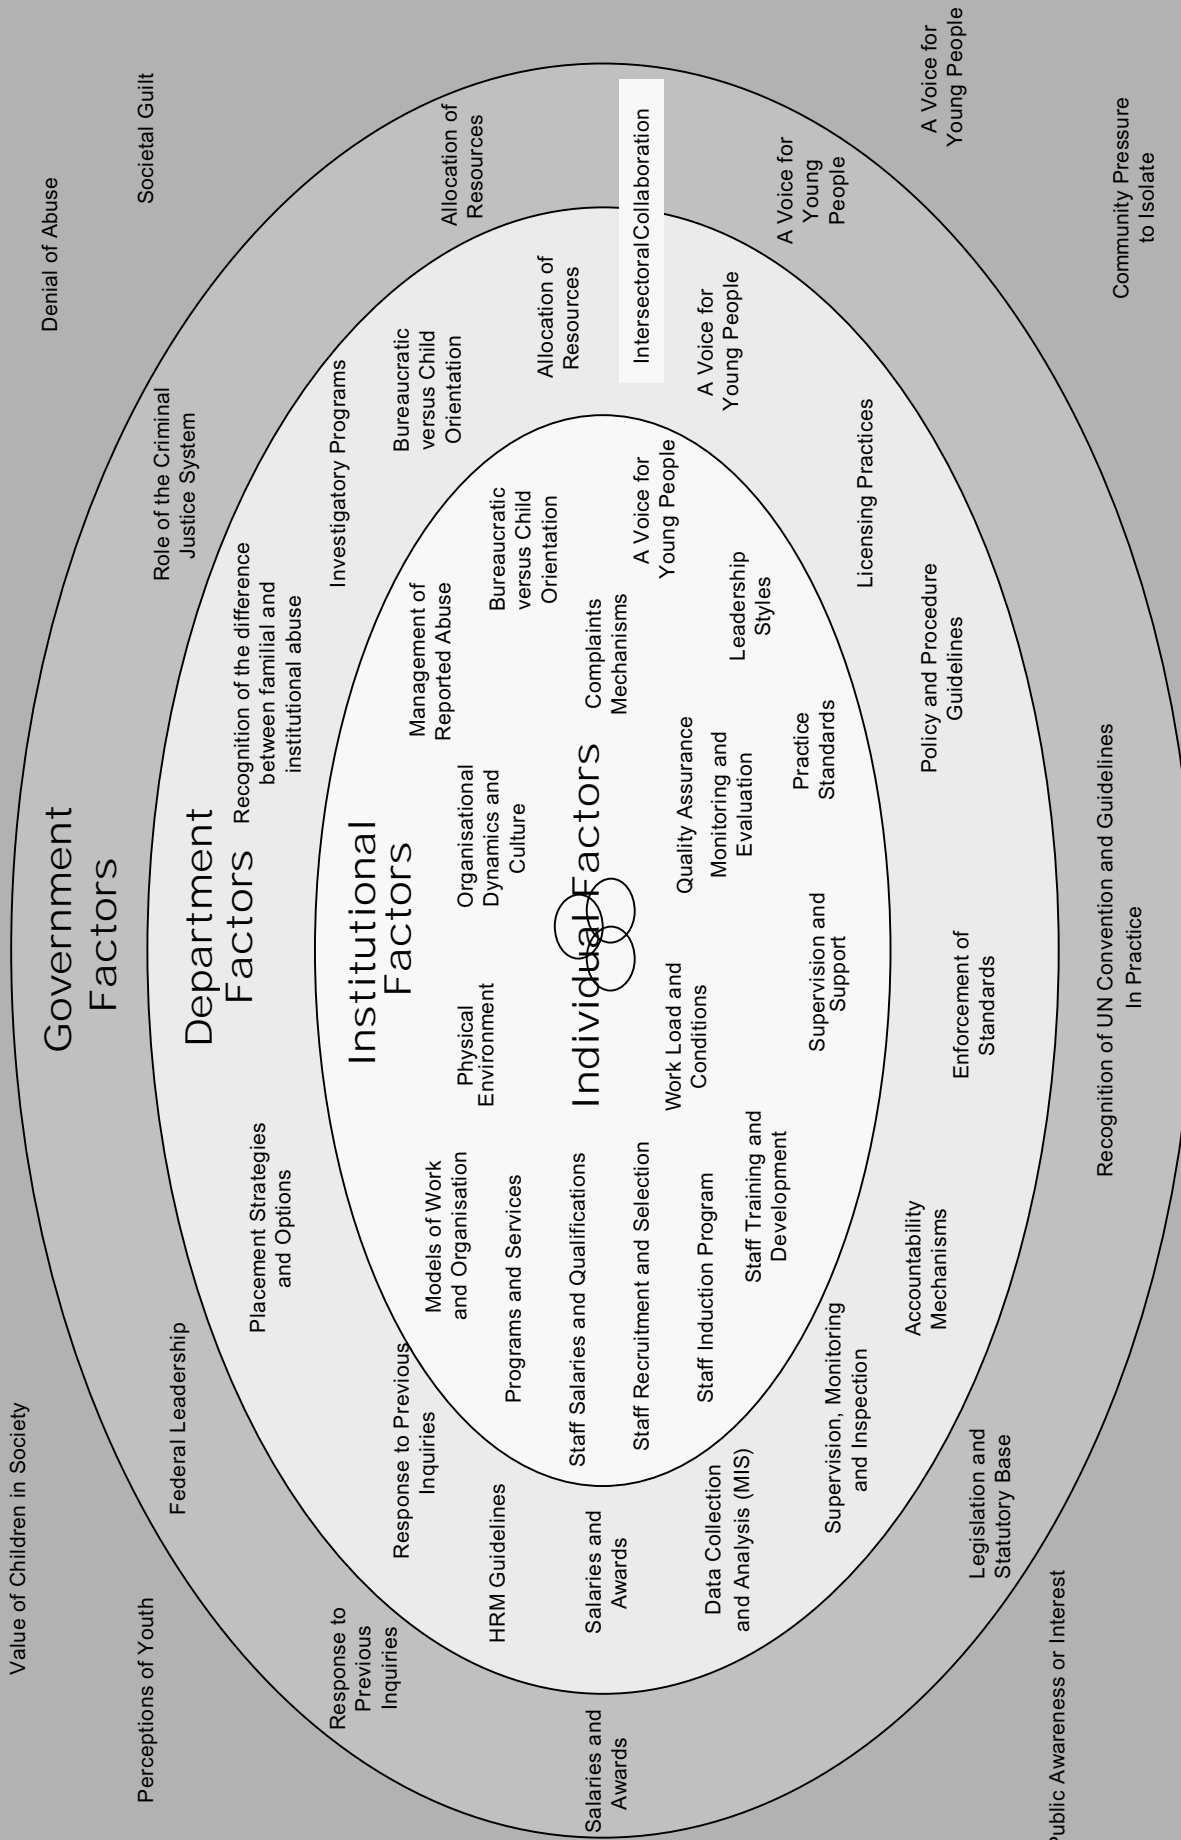 Value of Children in Society
Denial of Abuse
Perceptions of Youth
Societal Guilt
Government
Factors
Federal Leadership
Role of the Criminal
Justice System
Department
Factors
Recognition of the difference
between familial and
institutional abuse
Placement Strategies
and Options
Investigatory Programs
Response to
Previous
Inquiries
Institutional
Factors
Response to Previous
Inquiries
Bureaucratic
versus Child
Orientation
Allocation of
Resources
Models of Work
and Organisation
Management of
Reported Abuse
Physical
Environment
Organisational
Dynamics and
Culture
HRM Guidelines
Programs and Services
Bureaucratic
versus Child
Orientation
Allocation of
Resources
Salaries and
Awards
Salaries and
Awards
Staff Salaries and Qualifications
Individual Factors
Complaints
Mechanisms
Staff Recruitment and Selection
A Voice for
Young People
Intersectoral Collaboration
Work Load and
Conditions
Quality Assurance
Monitoring and
Evaluation
Data Collection
and Analysis (MIS)
Staff Induction Program
A Voice for
Young People
Staff Training and
Development
Leadership
Styles
A Voice for
Young
People
Supervision and
Support
Practice
Standards
Supervision, Monitoring
and Inspection
Licensing Practices
Accountability
Mechanisms
Policy and Procedure
Guidelines
A Voice for
Young People
Enforcement of
Standards
Legislation and
Statutory Base
Public Awareness or Interest
Recognition of UN Convention and Guidelines
In Practice
Community Pressure
to Isolate